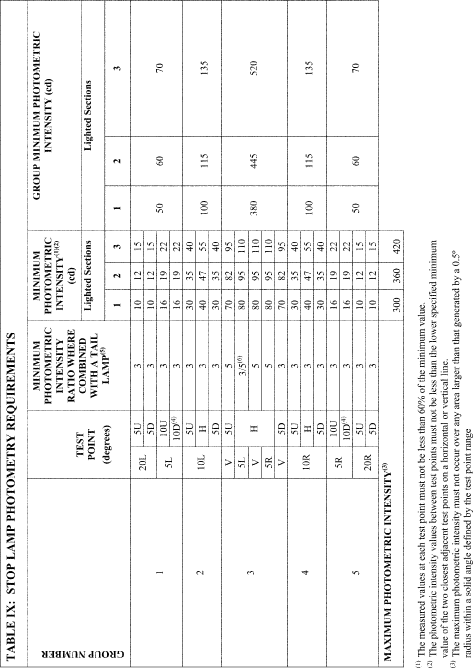 TABLE IX: STOP LAMP PHOTOMETRY REQUIREMENTS
GROUP NUMBER
TEST
POINT
(degrees)
MINIMUM
PHOTOMETRIC
INTENSITY
RATIO WHERE
COMBINED
WITH A TAIL
LAMP(5)
MINIMUM
PHOTOMETRIC
INTENSITY(1)(2)
(cd)
GROUP MINIMUM PHOTOMETRIC
INTENSITY (cd)
Lighted Sections
Lighted Sections
1 2 3 1 2 3
1 20L 5U 3 10 12 15 50 60 70
5D 3 10 12 15
5L 10U 3 16 19 22
10D(4) 3 16 19 22
2 10L 5U 3 30 35 40 100 115 135
H 3 40 47 55
5D 3 30 35 40
3 V 5U 5 70 82 95 380 445 520
5L H 3/5(6) 80 95 110
V 5 80 95 110
5R 5 80 95 110
V 5D 3 70 82 95
4 10R 5U 3 30 35 40 100 115 135
H 3 40 47 55
5D 3 30 35 40
5 5R 10U 3 16 19 22 50 60 70
10D(4) 3 16 19 22
20R 5U 3 10 12 15
5D 3 10 12 15
MAXIMUM PHOTOMETRIC INTENSITY(3) 300 360 420
(1) The measured values at each test point must not be less than 60% of the minimum value.
(2) The photometric intensity values between test points must not be less than the lower specified minimum
value of the two closest adjacent test points on a horizontal or vertical line.
(3) The maximum photometric intensity must not occur over any area larger than that generated by a 0.5°
radius within a solid angle defined by the test point range